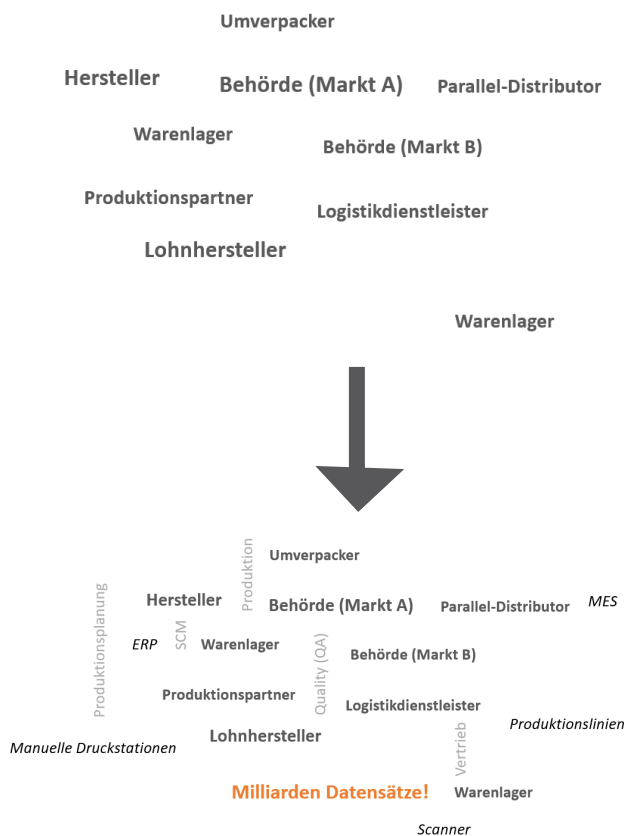 Umverpacker
Hersteller
Behörde (Markt A)
Parallel-Distributor
Warenlager
Behörde (Markt B)
Produktionspartner
Logistikdienstleister
Lohnhersteller
Warenlager
Produktion
Umverpacker
Produktionsplanung
Hersteller
Behörde (Markt A)
Parallel-Distributor
MES
ERP
SCM
Warenlager
Quality (QA)
Behörde (Markt B)
Produktionspartner
Logistikdienstleister
Produktionslinien
Manuelle Druckstationen
Lohnhersteller
Vertrieb
Milliarden Datensätze!
Warenlager
Scanner